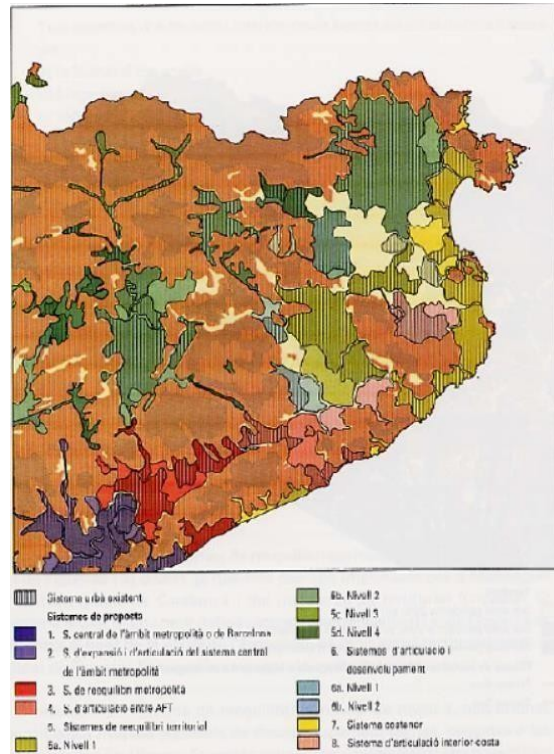 Sistema urbà existent
Sistemes de proposta
1. S. central de l'àmbit metropolità o de Barcelona
2. S. d'expansió i d'articulació del sistema central
de l'àmbit metropolità
3. S. de reequilibri metropolità
4. S. d'articulació entre AFT
5. Sistemes de reequilibri territorial
5a. Nivell 1
5b. Nivell 2
5c. Nivell 3
5d. Nivell 4
6. Sistemes d'articulació i
desenvolupament
6a. Nivell 1
6b. Nivell 2
7. Sistema costaner
8. Sistema d'articulació interior-costa